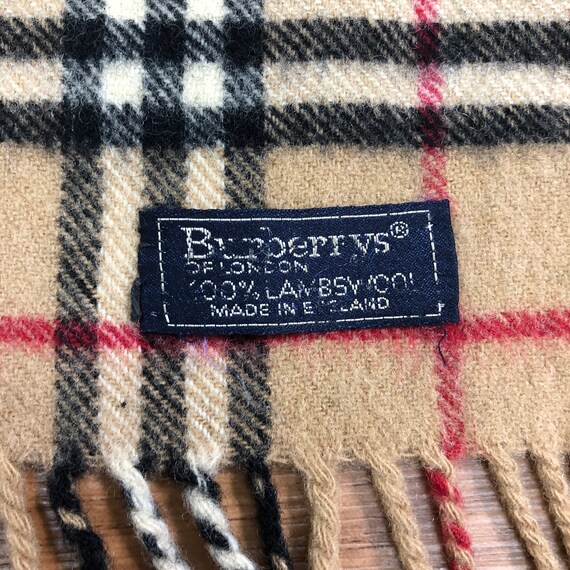 Burberrys®
OF LONDON
100% LAMBSWOOL
MADE IN ENGLAND